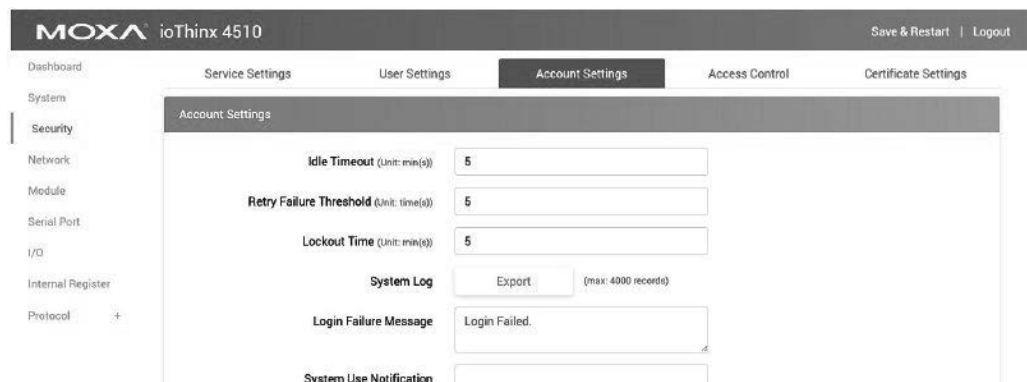 MOXA ioThinx 4510
Save & Restart | Logout
Dashboard
System
Security
Network
Module
Serial Port
I/O
Internal Register
Protocol +
Service Settings User Settings Account Settings Access Control Certificate Settings
Account Settings
Idle Timeout (Unit: min(s)) 5
Retry Failure Threshold (Unit: time(s)) 5
Lockout Time (Unit: min(s)) 5
System Log Export (max: 4000 records)
Login Failure Message Login Failed.
System Use Notification